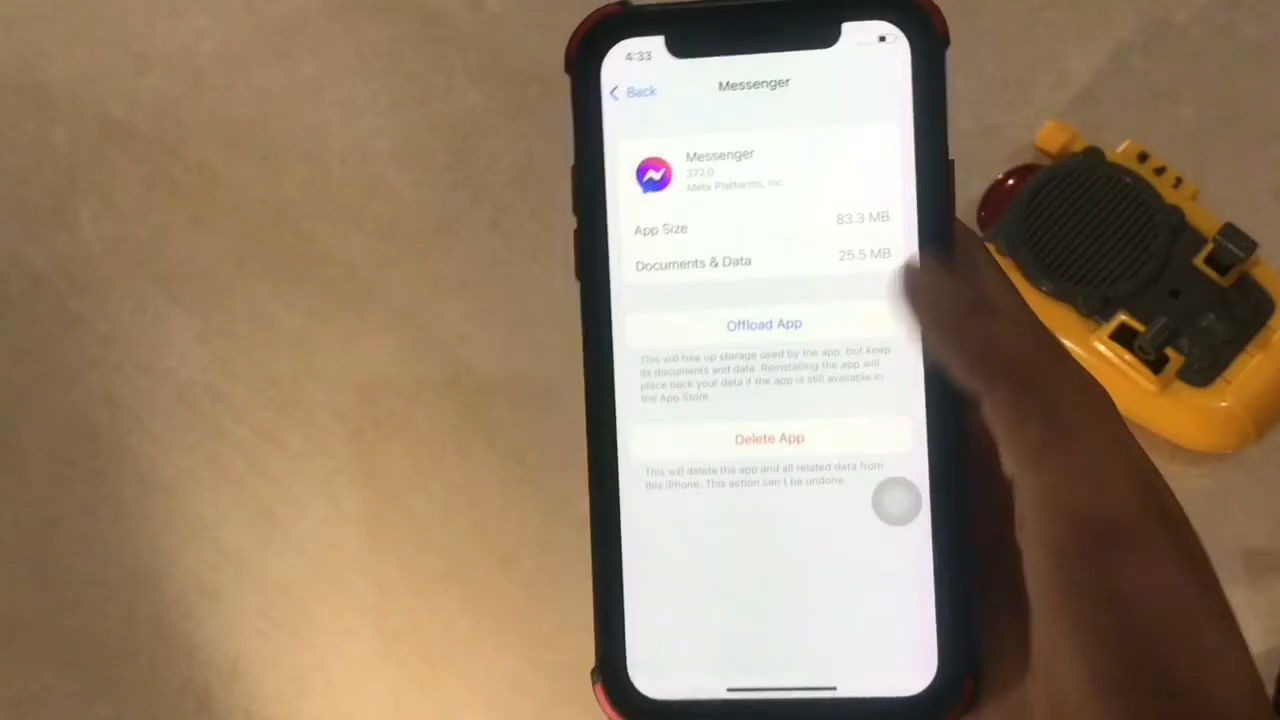 4:33
Back
Messenger
Messenger
372.0
Meta Platforms, Inc
App Size 83.3 MB
Documents & Data 25.5 MB
Offload App
This will free up storage used by the app, but keep
its documents and data. Reinstalling the app will
place back your data if the app is still available in
the App Store.
Delete App
This will delete the app and all related data from
this iPhone. This action can't be undone.